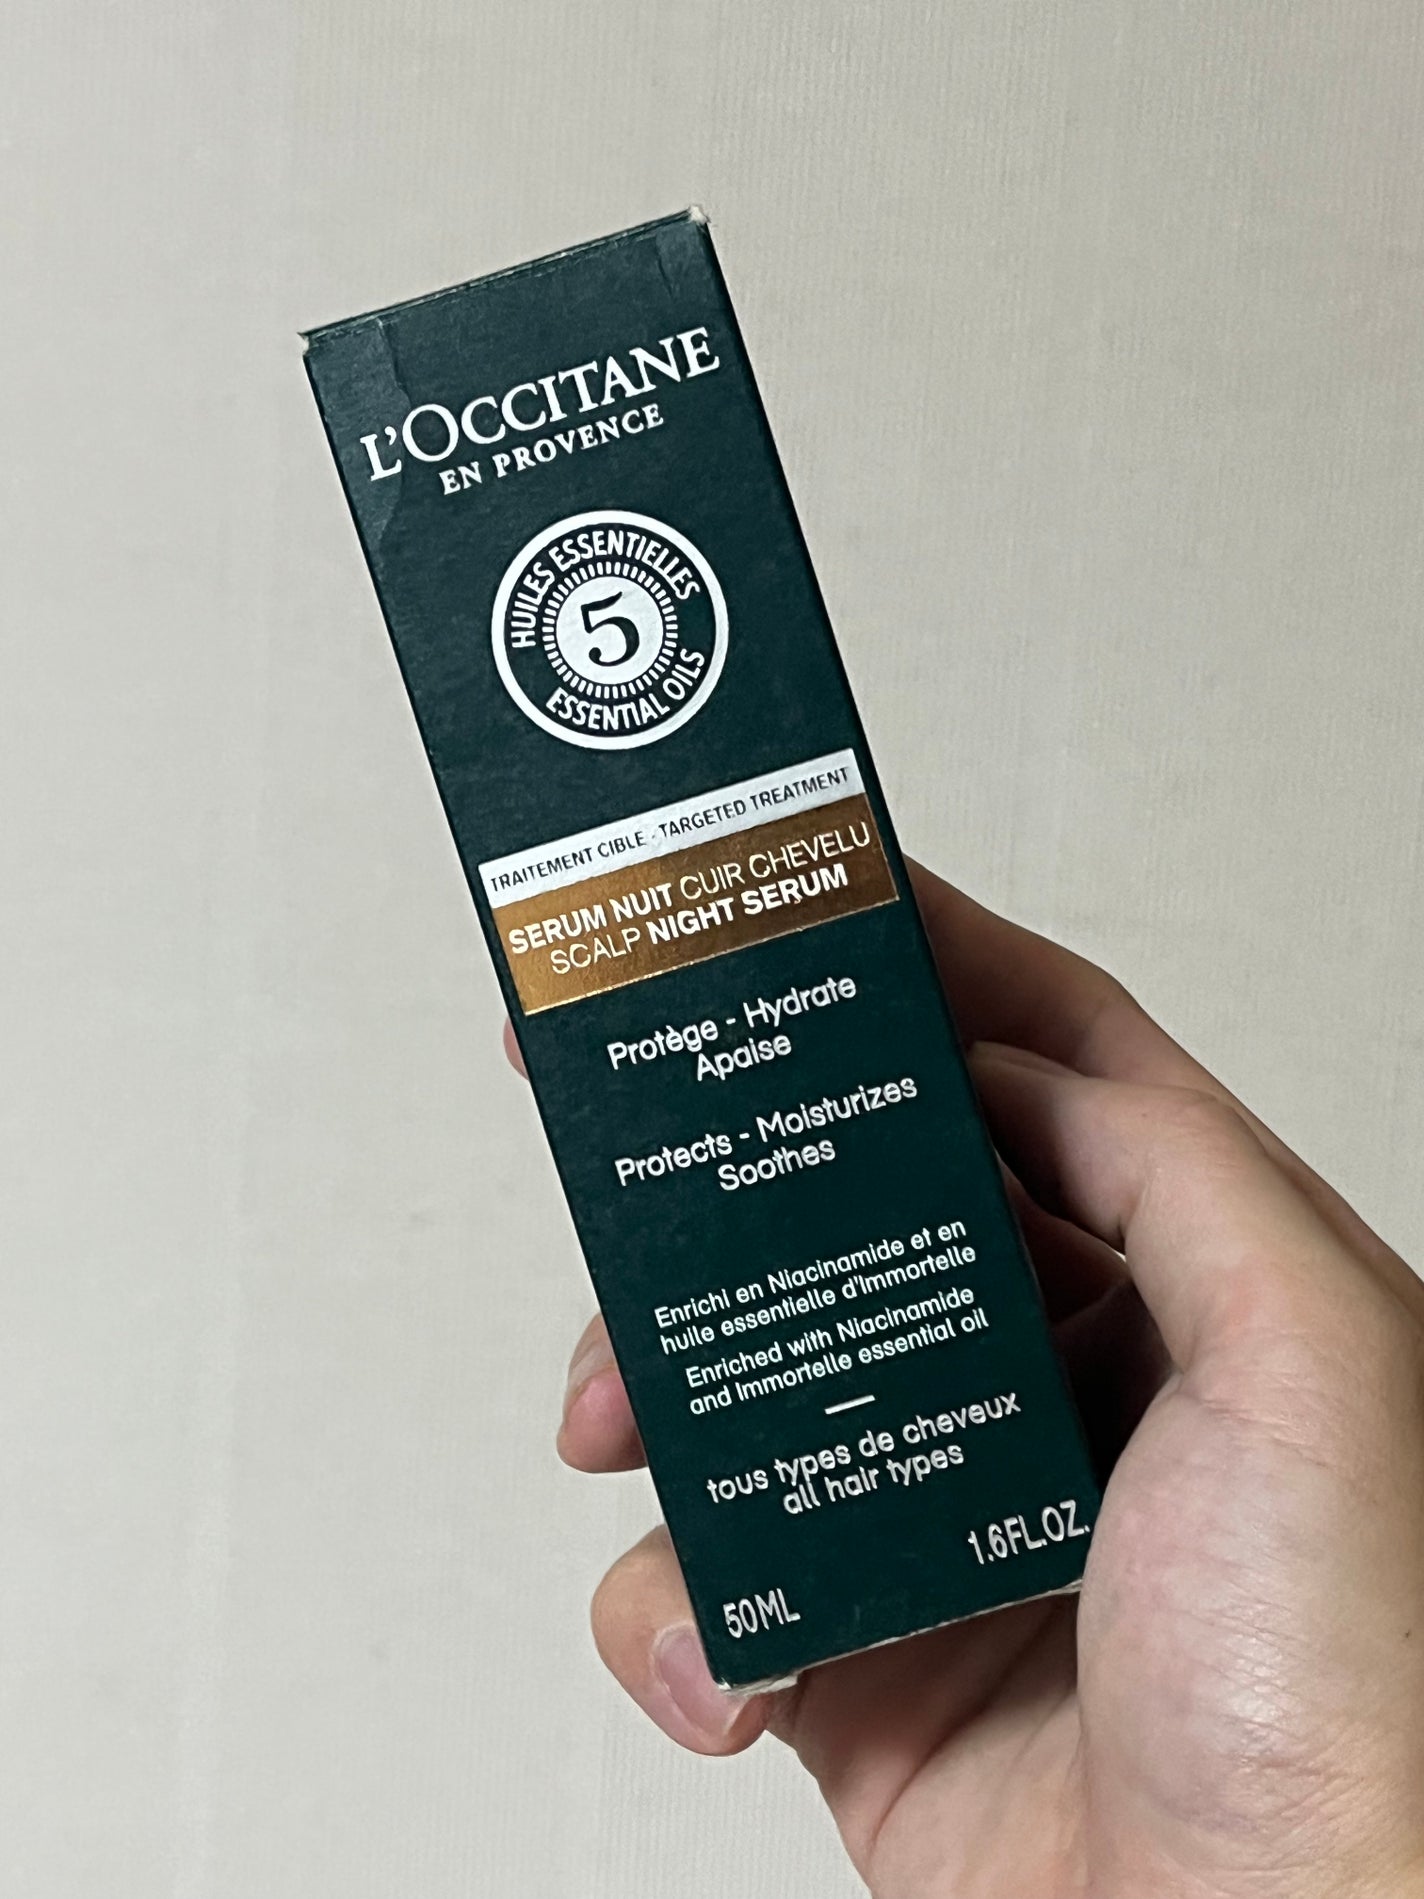 L'OCCITANE
EN PROVENCE
HUILES ESSENTIELLES
5
ESSENTIAL OILS
TRAITEMENT CIBLE - TARGETED TREATMENT
SERUM NUIT CUIR CHEVELU
SCALP NIGHT SERUM
Protège - Hydrate
Apaise
Protects - Moisturizes
Soothes
Enrichi en Niacinamide et en
huile essentielle d'Immortelle
Enriched with Niacinamide
and Immortelle essential oil
tous types de cheveux
all hair types
50ML 1.6FL.OZ.